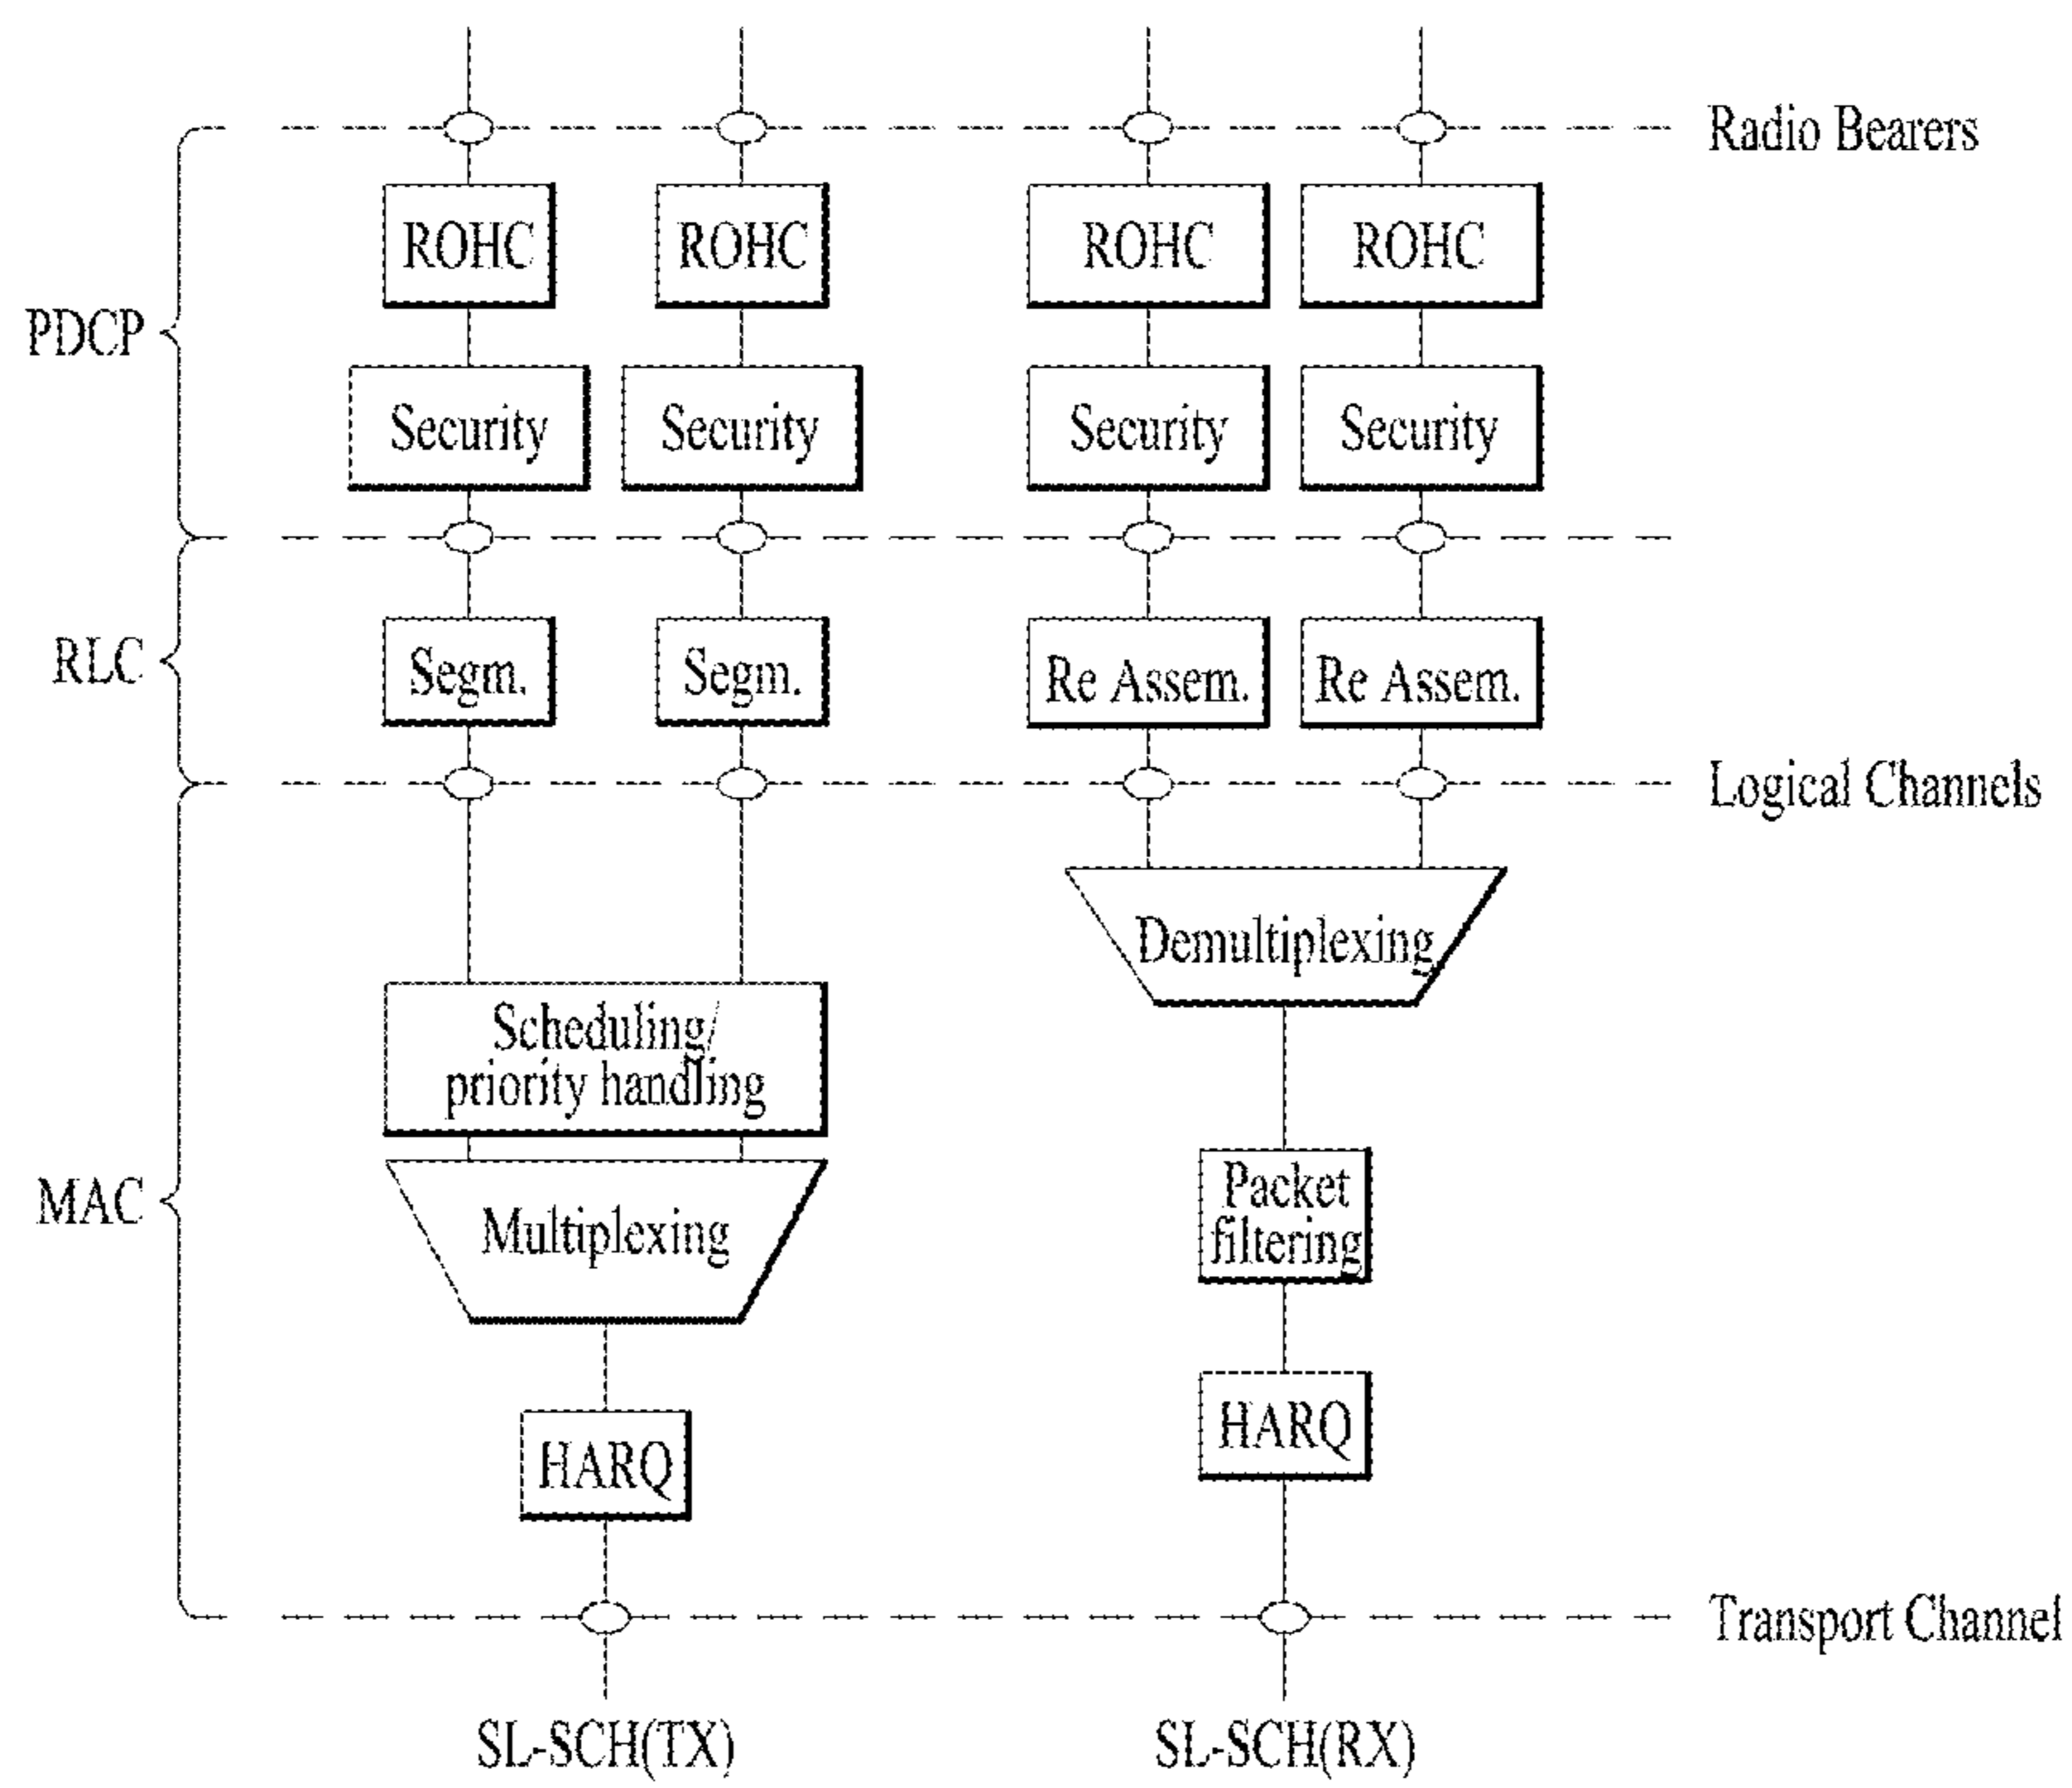 Radio Bearers
ROHC
ROHC
ROHC
ROHC
PDCP
Security
Security
Security
Security
RLC
Segm.
Segm.
Re Assem.
Re Assem.
Logical Channels
Demultiplexing
Scheduling/
priority handling
MAC
Multiplexing
Packet
filtering
HARQ
HARQ
Transport Channel
SL-SCH(TX)
SL-SCH(RX)